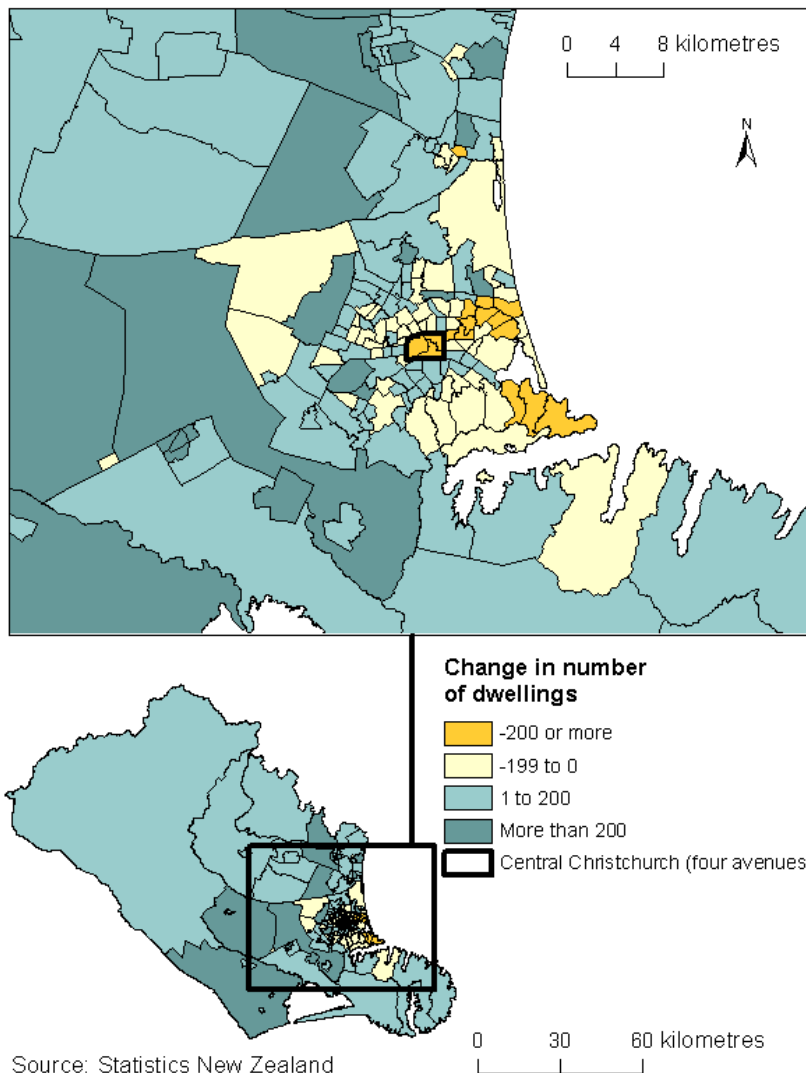 0 4 8 kilometres
N
Change in number
of dwellings
-200 or more
-199 to 0
1 to 200
More than 200
Central Christchurch (four avenues
0 30 60 kilometres
Source: Statistics New Zealand